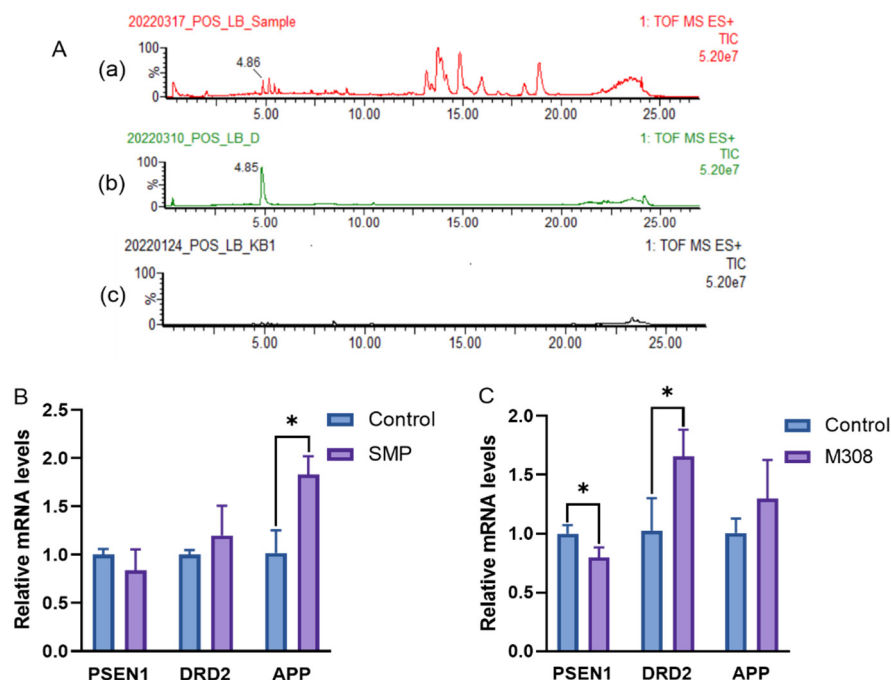 A
(a)
20220317_POS_LB_Sample
1: TOF MS ES+
TIC
5.20e7
100
%
0
4.86
5.00 10.00 15.00 20.00 25.00
(b)
20220310_POS_LB_D
1: TOF MS ES+
TIC
5.20e7
100
%
0
4.85
5.00 10.00 15.00 20.00 25.00
(c)
20220124_POS_LB_KB1
1: TOF MS ES+
TIC
5.20e7
100
%
0
5.00 10.00 15.00 20.00 25.00
B
Relative mRNA levels
2.5
2.0
1.5
1.0
0.5
0.0
*
Control
SMP
PSEN1 DRD2 APP
C
Relative mRNA levels
2.0
1.5
1.0
0.5
0.0
*
*
Control
M308
PSEN1 DRD2 APP